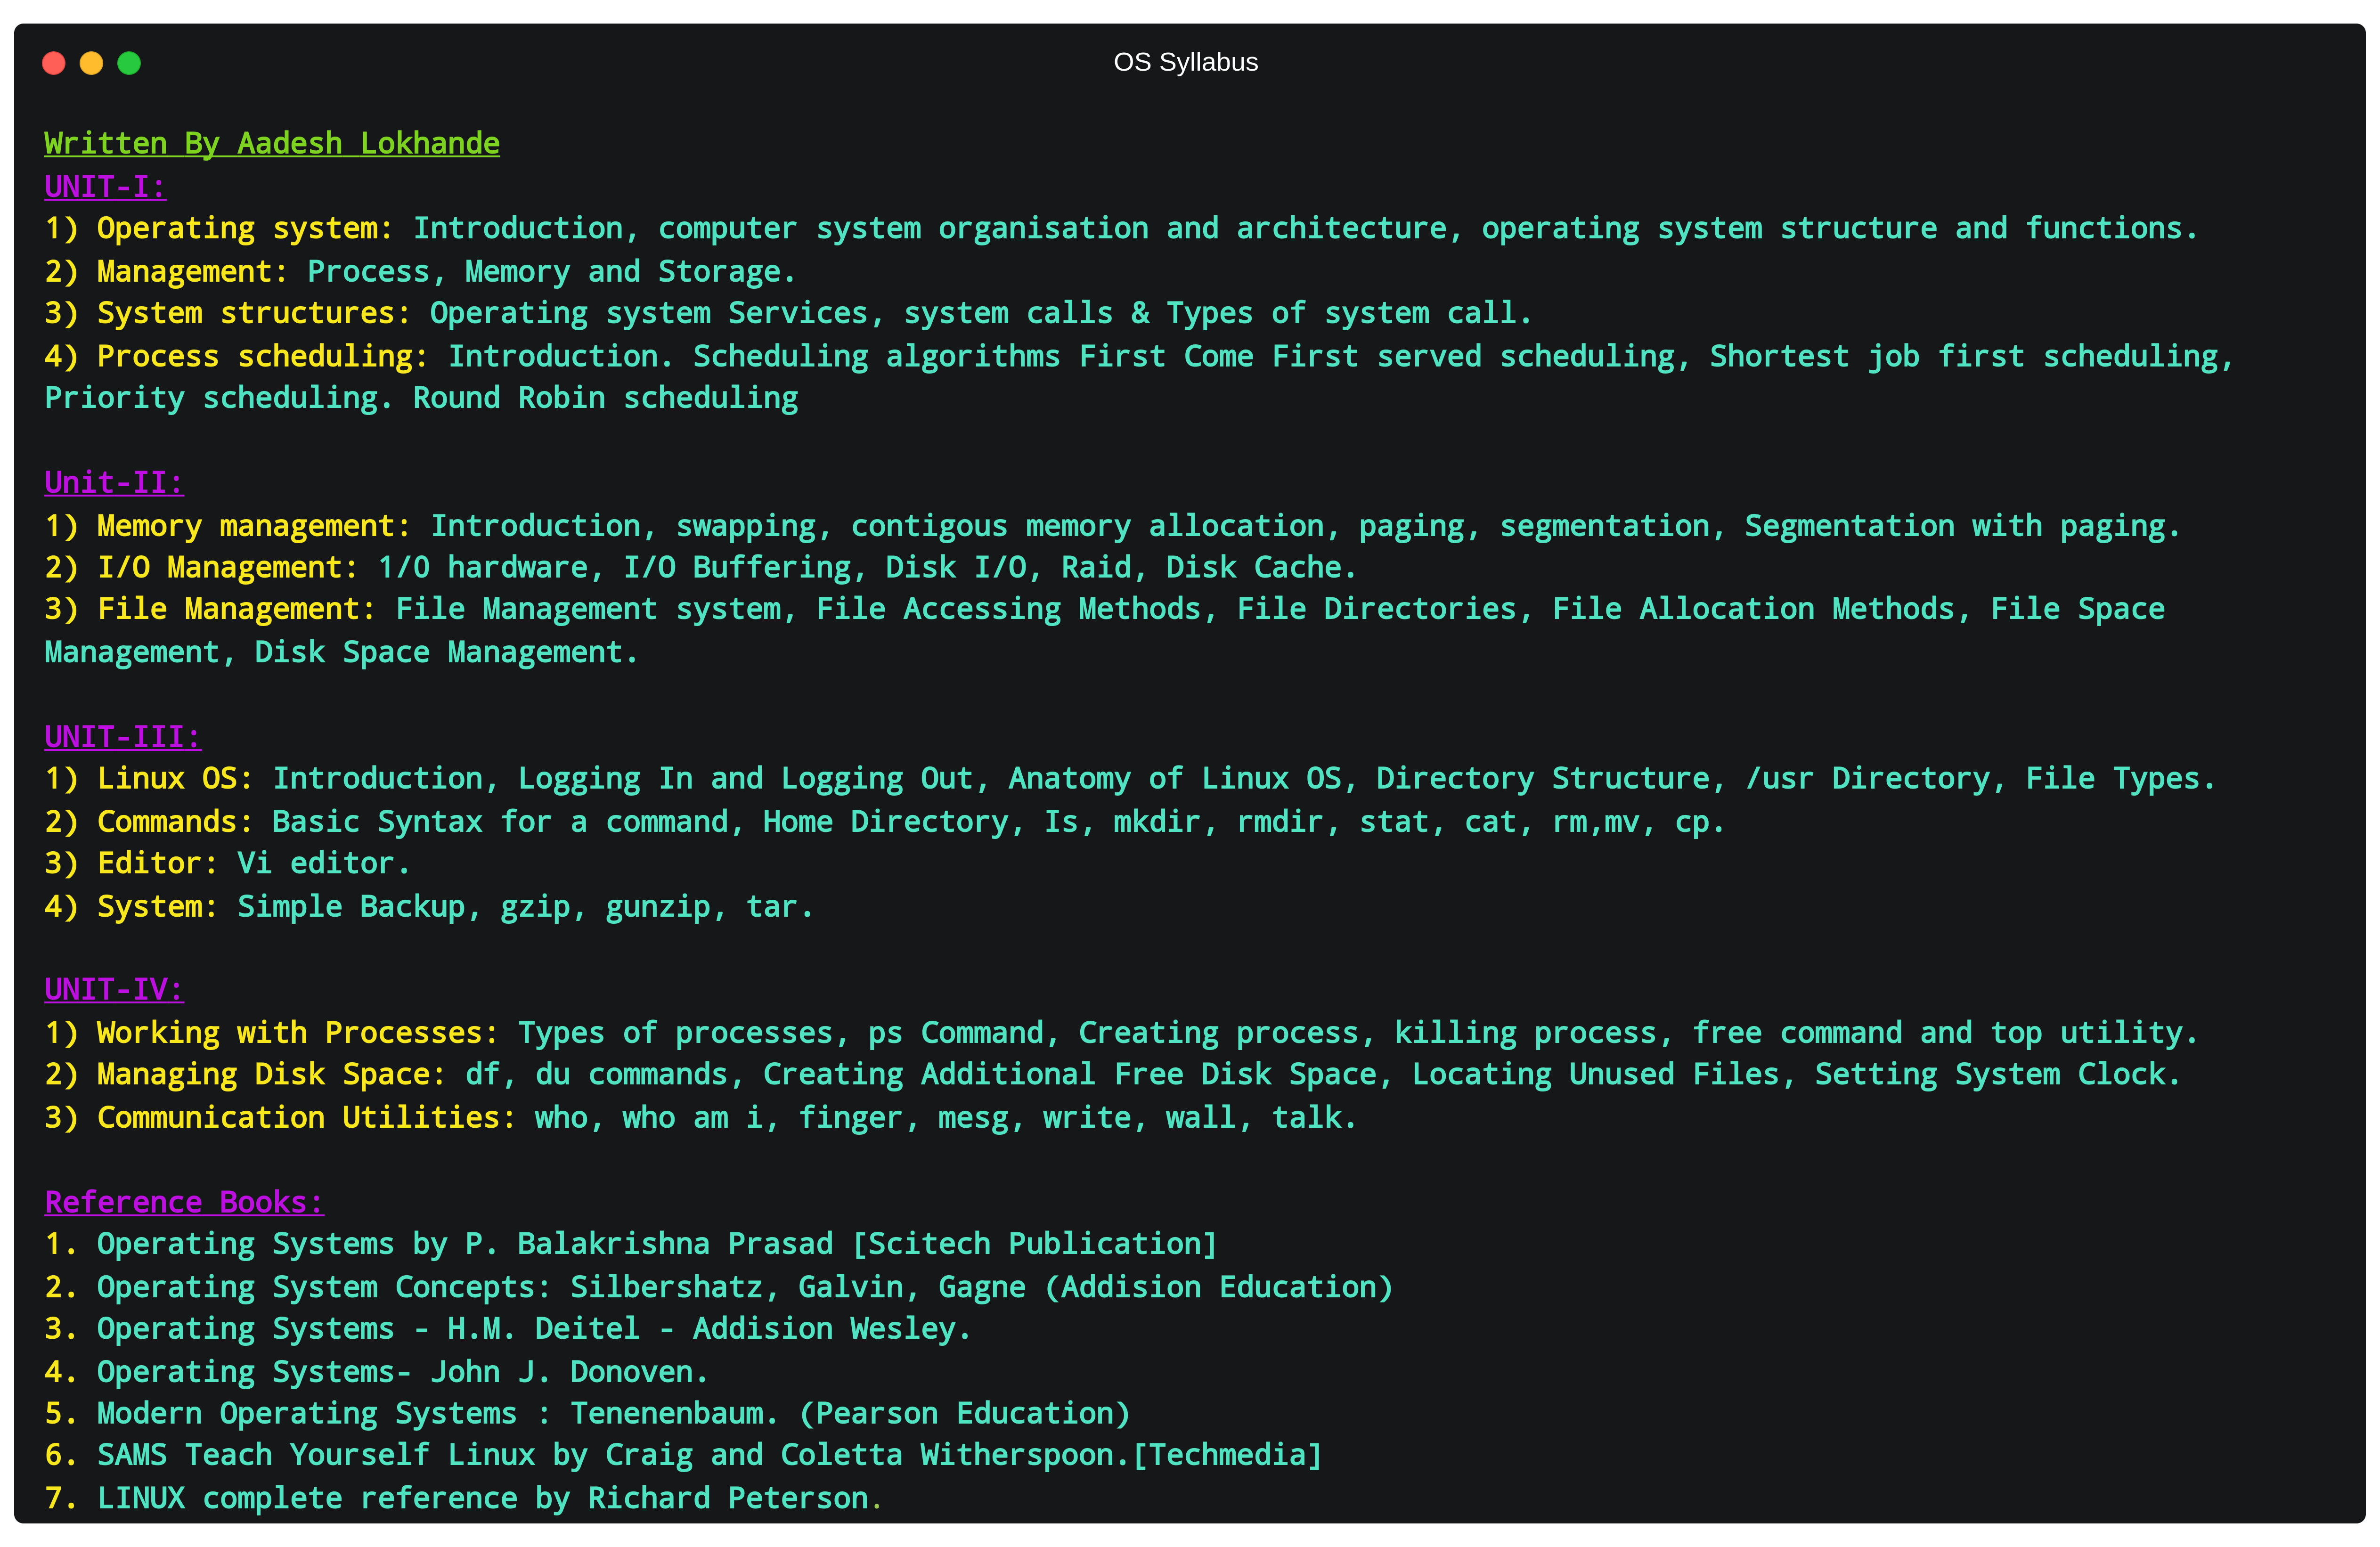 OS Syllabus
Written By Aadesh Lokhande
UNIT-I:
1) Operating system: Introduction, computer system organisation and architecture, operating system structure and functions.
2) Management: Process, Memory and Storage.
3) System structures: Operating system Services, system calls & Types of system call.
4) Process scheduling: Introduction. Scheduling algorithms First Come First served scheduling, Shortest job first scheduling,
Priority scheduling. Round Robin scheduling
Unit-II:
1) Memory management: Introduction, swapping, contigous memory allocation, paging, segmentation, Segmentation with paging.
2) I/O Management: 1/0 hardware, I/O Buffering, Disk I/O, Raid, Disk Cache.
3) File Management: File Management system, File Accessing Methods, File Directories, File Allocation Methods, File Space
Management, Disk Space Management.
UNIT-III:
1) Linux OS: Introduction, Logging In and Logging Out, Anatomy of Linux OS, Directory Structure, /usr Directory, File Types.
2) Commands: Basic Syntax for a command, Home Directory, Is, mkdir, rmdir, stat, cat, rm,mv, cp.
3) Editor: Vi editor.
4) System: Simple Backup, gzip, gunzip, tar.
UNIT-IV:
1) Working with Processes: Types of processes, ps Command, Creating process, killing process, free command and top utility.
2) Managing Disk Space: df, du commands, Creating Additional Free Disk Space, Locating Unused Files, Setting System Clock.
3) Communication Utilities: who, who am i, finger, mesg, write, wall, talk.
Reference Books:
1. Operating Systems by P. Balakrishna Prasad [Scitech Publication]
2. Operating System Concepts: Silbershatz, Galvin, Gagne (Addision Education)
3. Operating Systems - H.M. Deitel - Addision Wesley.
4. Operating Systems- John J. Donoven.
5. Modern Operating Systems : Tenenenbaum. (Pearson Education)
6. SAMS Teach Yourself Linux by Craig and Coletta Witherspoon.[Techmedia]
7. LINUX complete reference by Richard Peterson.